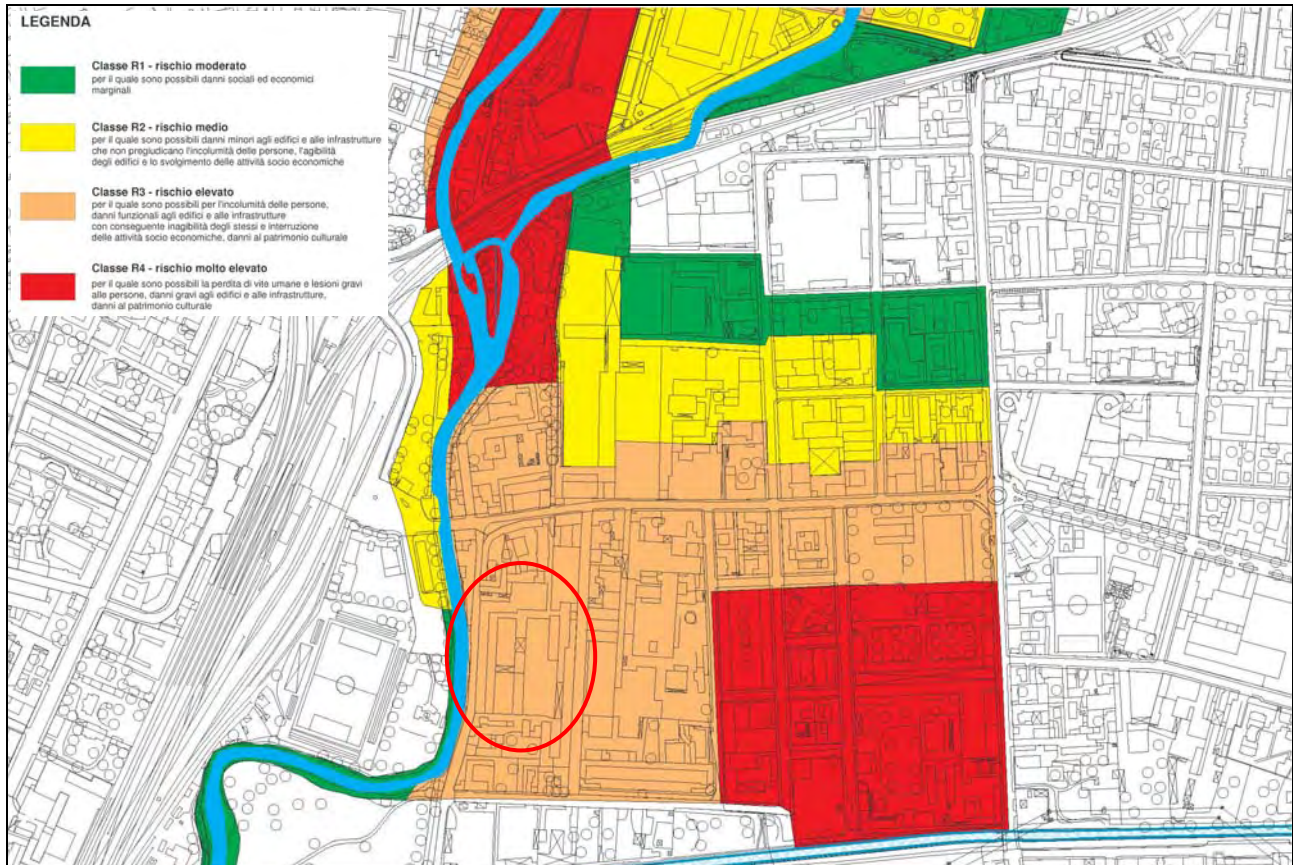 LEGENDA
Classe R1 - rischio moderato
per il quale sono possibili danni sociali ed economici
marginali
Classe R2 - rischio medio
per il quale sono possibili danni minori agli edifici e alle infrastrutture
che non pregiudicano l'incolumità delle persone, l'agibilità
degli edifici e lo svolgimento delle attività socio economiche
Classe R3 - rischio elevato
per il quale sono possibili per l'incolumità delle persone,
danni funzionali agli edifici e alle infrastrutture
con conseguente inagibilità degli stessi e interruzione
delle attività socio economiche, danni al patrimonio culturale
Classe R4 - rischio molto elevato
per il quale sono possibili la perdita di vite umane e lesioni gravi
alle persone, danni gravi agli edifici e alle infrastrutture,
danni al patrimonio culturale